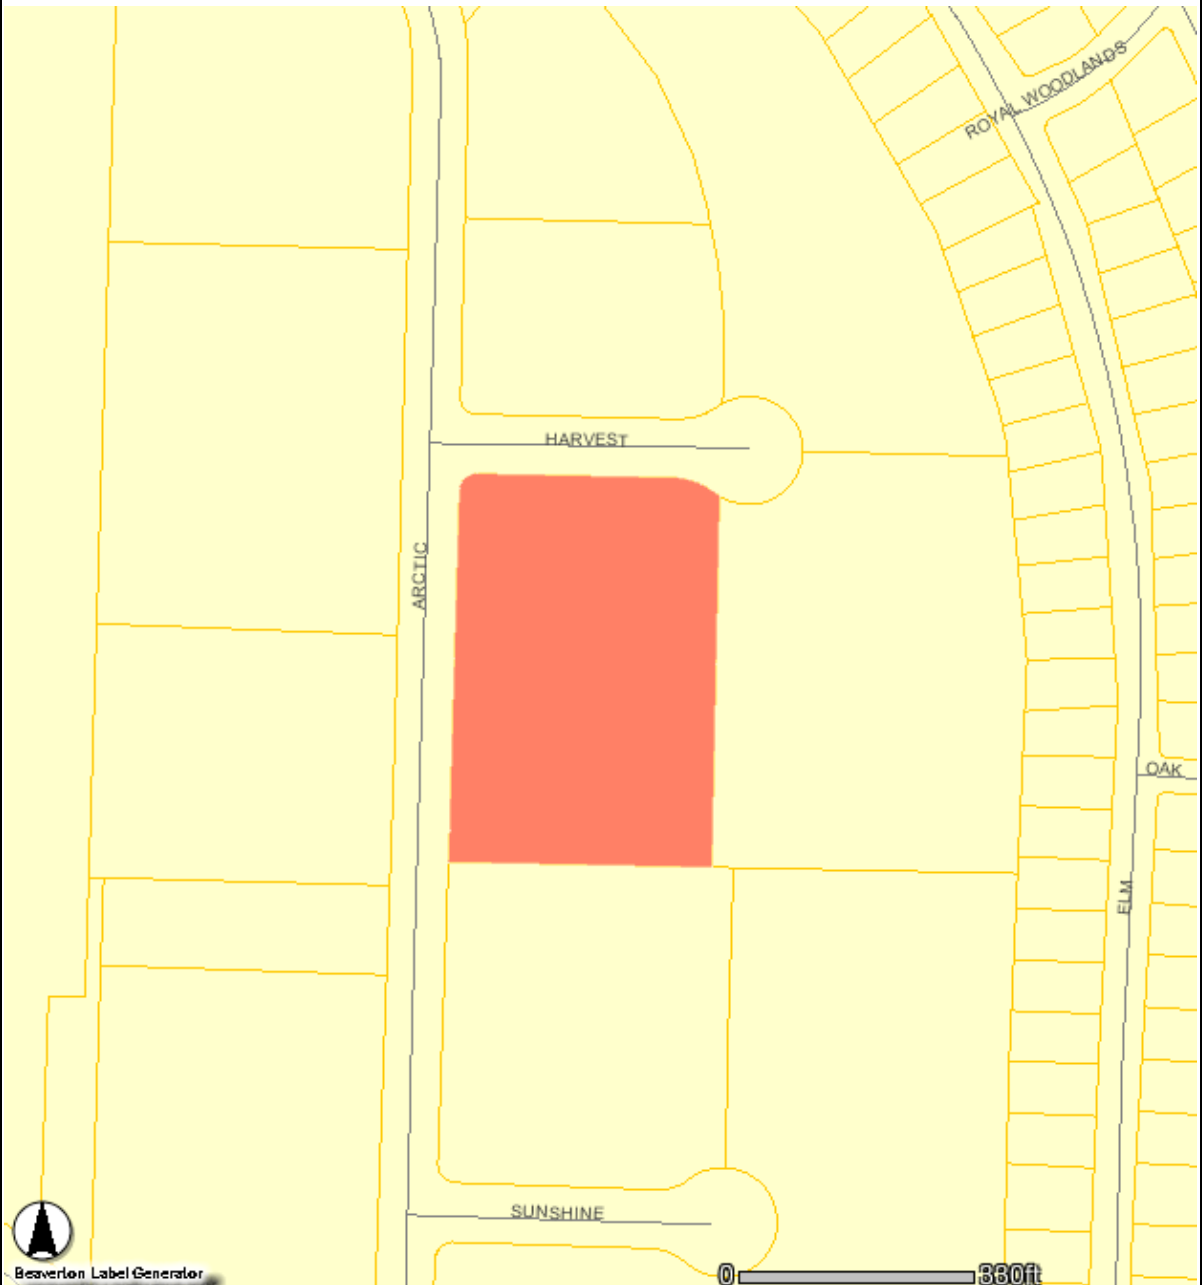 ROYAL WOODLANDS
HARVEST
ARCTIC
OAK
ELM
SUNSHINE
Beaverton Label Generator
0 330ft